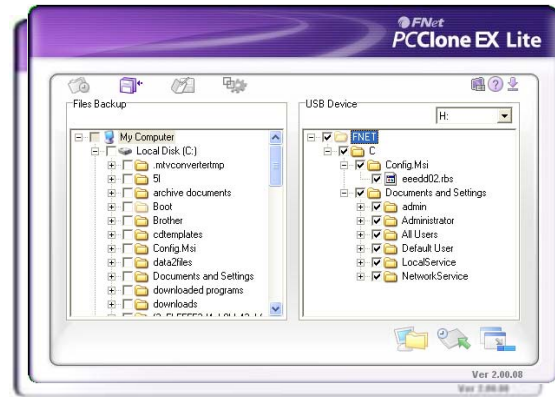 FNet
PCClone EX Lite
Files Backup
My Computer
Local Disk (C:)
.mtvconvertertmp
5l
archive documents
Boot
Brother
cdtemplates
Config.Msi
data2files
Documents and Settings
downloaded programs
downloads
USB Device
H:
FNET
C
Config.Msi
eeedd02.rbs
Documents and Settings
admin
Administrator
All Users
Default User
LocalService
NetworkService
Ver 2.00.08